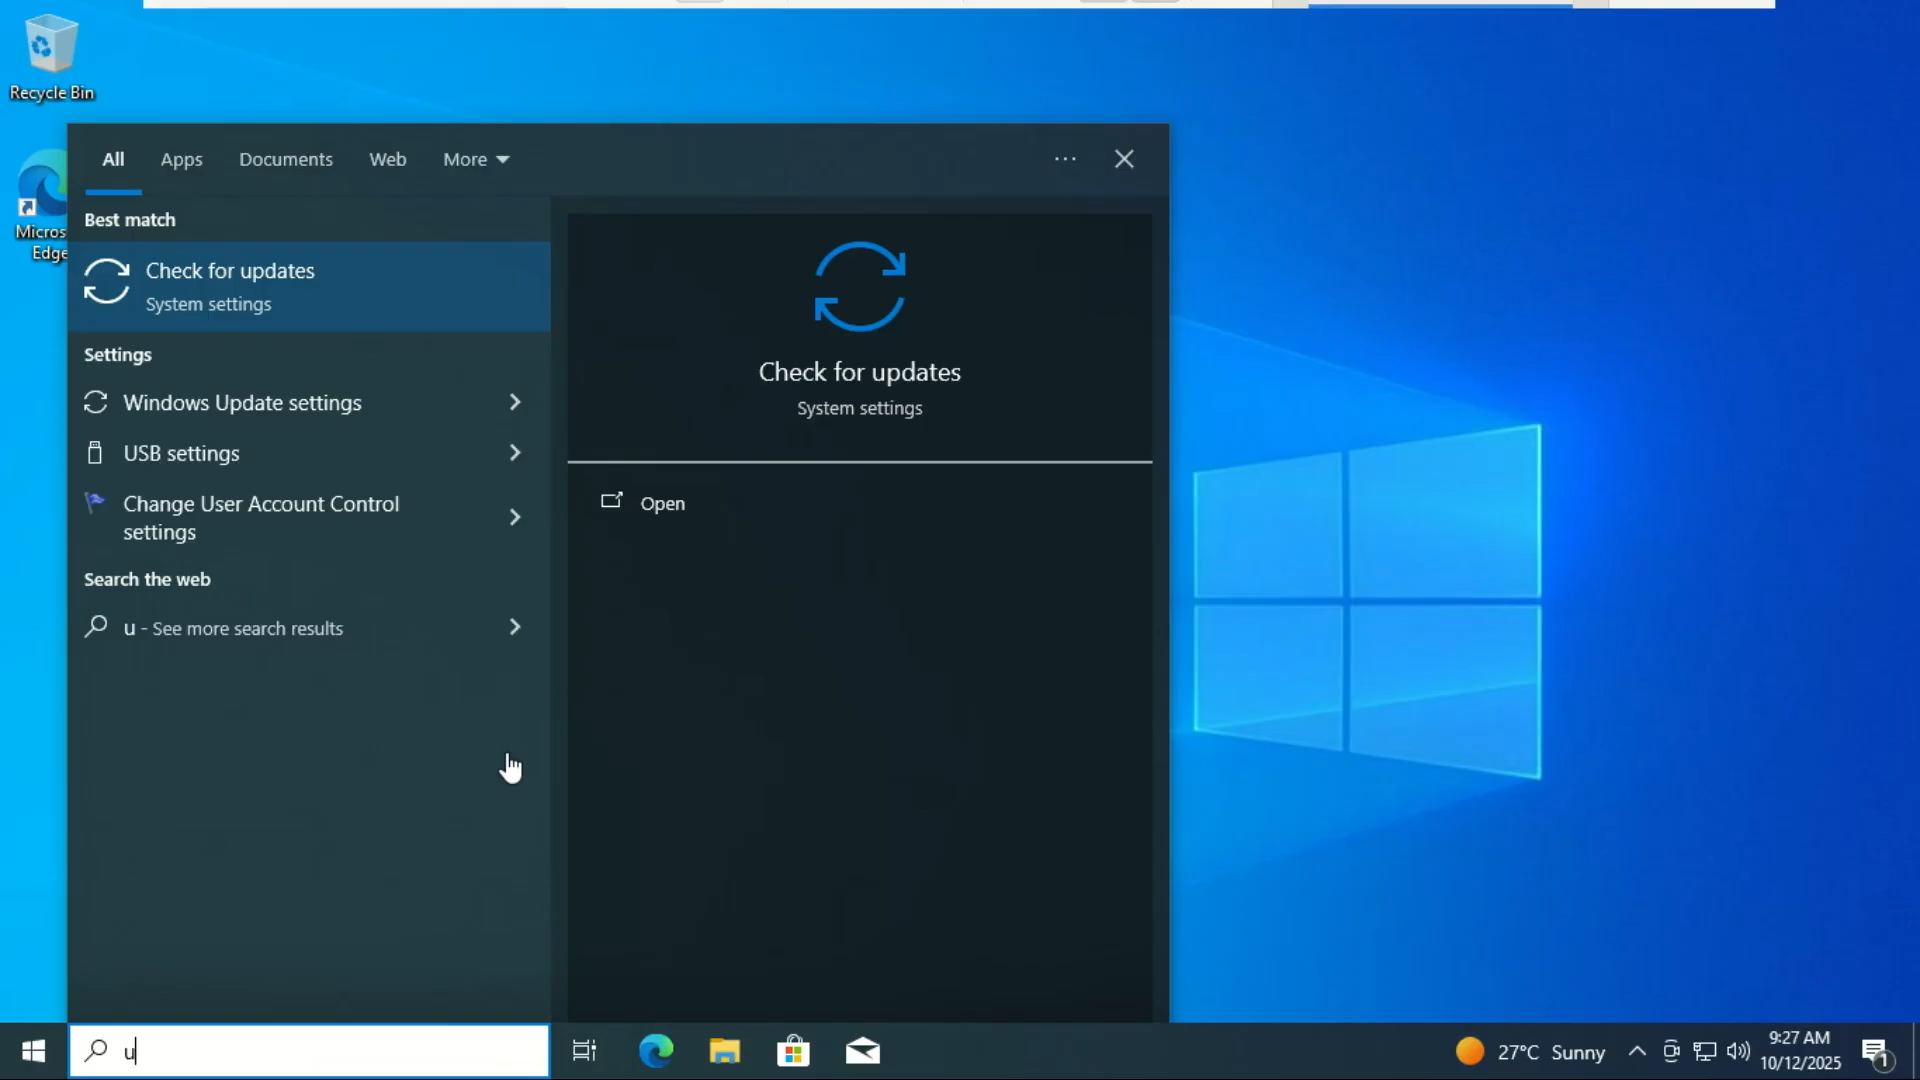 Recycle Bin
Micros
Edge
All Apps Documents Web More
Best match
Check for updates
System settings
Settings
Windows Update settings
USB settings
Change User Account Control
settings
Search the web
u - See more search results
Check for updates
System settings
Open
u
27°C Sunny
9:27 AM
10/12/2025
1